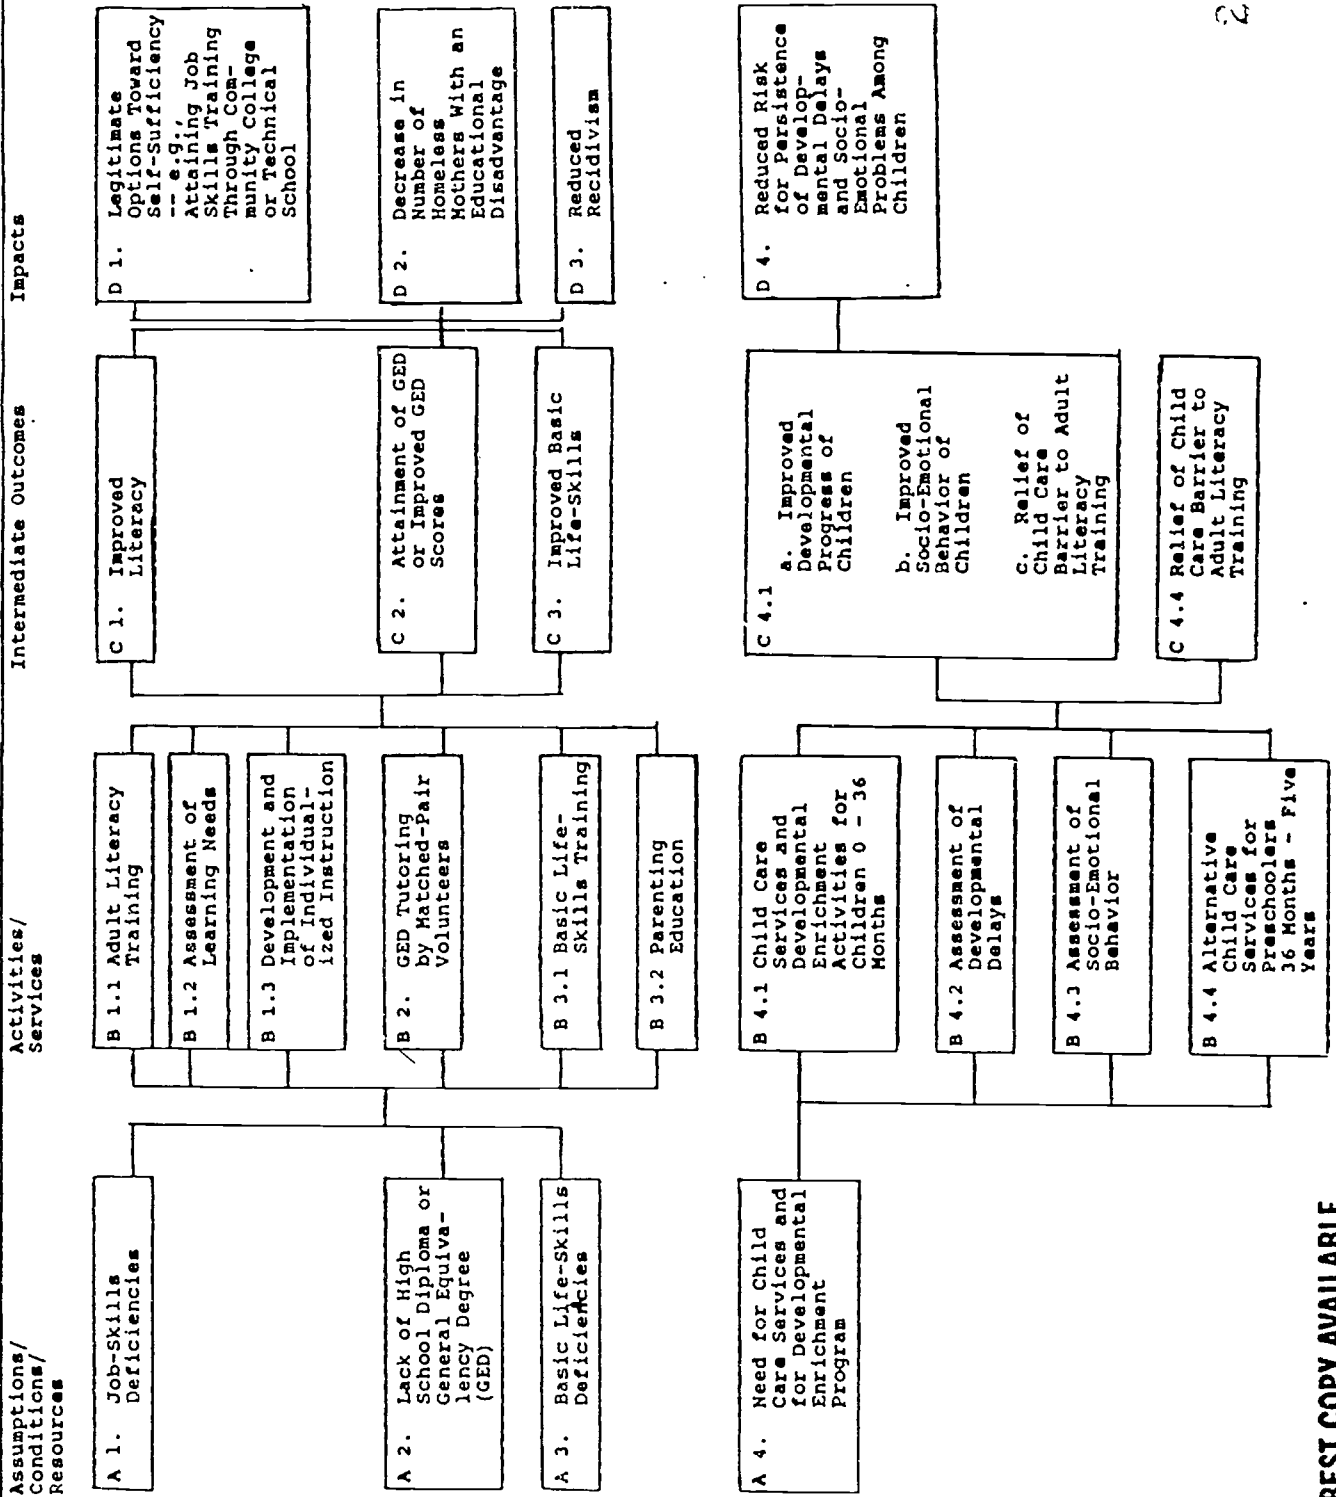 Assumptions/
Conditions/
Resources
Activities/
Services
Intermediate Outcomes
Impacts
A 1. Job-Skills
Deficiencies
A 2. Lack of High
School Diploma or
General Equiva-
lency Degree
(GED)
A 3. Basic Life-Skills
Deficiencies
A 4. Need for Child
Care Services and
for Developmental
Enrichment
Program
B 1.1 Adult Literacy
Training
B 1.2 Assessment of
Learning Needs
B 1.3 Development and
Implementation
of Individual-
ized Instruction
B 2. GED Tutoring
by Matched-Pair
Volunteers
B 3.1 Basic Life-
Skills Training
B 3.2 Parenting
Education
B 4.1 Child Care
Services and
Developmental
Enrichment
Activities for
Children 0 - 36
Months
B 4.2 Assessment of
Developmental
Delays
B 4.3 Assessment of
Socio-Emotional
Behavior
B 4.4 Alternative
Child Care
Services for
Preschoolers
36 Months - Five
Years
C 1. Improved
Literacy
C 2. Attainment of GED
or Improved GED
Scores
C 3. Improved Basic
Life-Skills
C 4.1
a. Improved
Developmental
Progress of
Children
b. Improved
Socio-Emotional
Behavior of
Children
c. Relief of
Child Care
Barrier to Adult
Literacy
Training
C 4.4 Relief of Child
Care Barrier to
Adult Literacy
Training
D 1. Legitimate
Options Toward
Self-Sufficiency
-- e.g.,
Attaining Job
Skills Training
Through Com-
munity College
or Technical
School
D 2. Decrease in
Number of
Homeless
Mothers With an
Educational
Disadvantage
D 3. Reduced
Recidivism
D 4. Reduced Risk
for Persistence
of Develop-
mental Delays
and Socio-
Emotional
Problems Among
Children
2
BEST COPY AVAILABLE